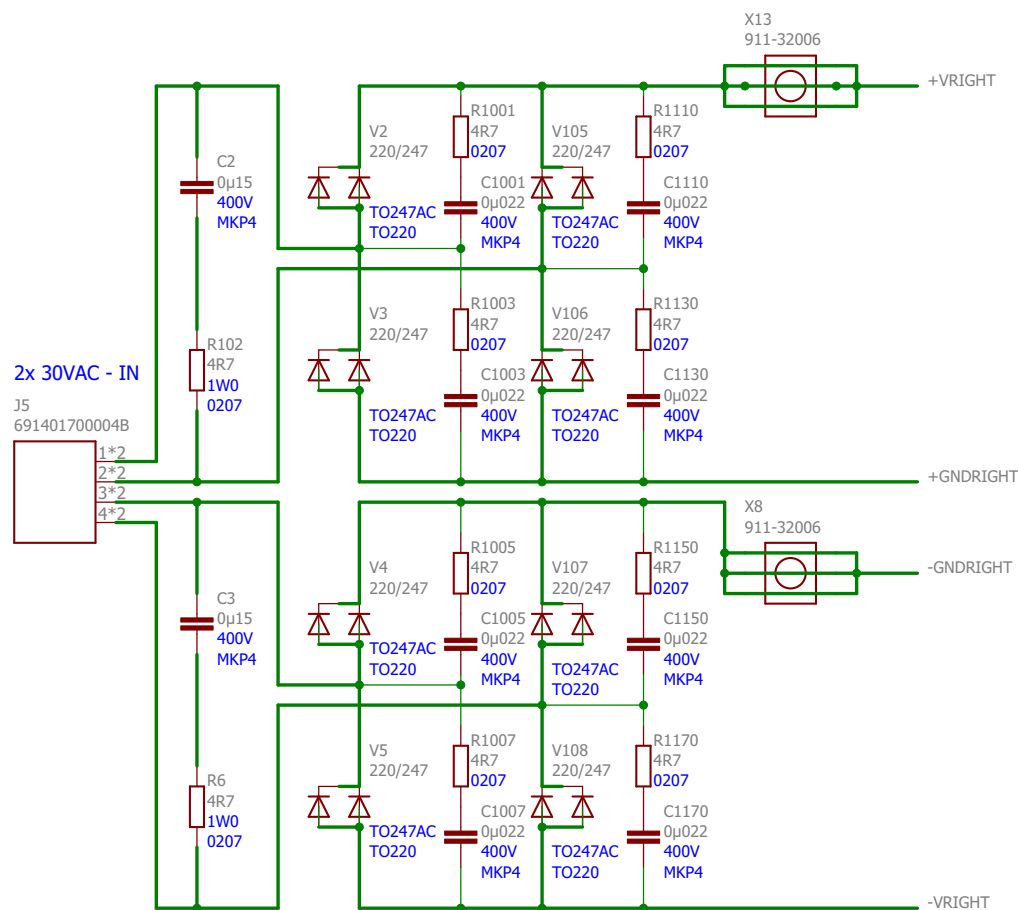 X13
911-32006
+VRIGHT
R1001
4R7
0207
R1110
4R7
0207
V2
220/247
V105
220/247
C2
0µ15
400V
MKP4
C1001
0µ022
400V
MKP4
C1110
0µ022
400V
MKP4
TO247AC
TO220
TO247AC
TO220
R1003
4R7
0207
R1130
4R7
0207
V3
220/247
V106
220/247
R102
4R7
1W0
0207
C1003
0µ022
400V
MKP4
C1130
0µ022
400V
MKP4
TO247AC
TO220
TO247AC
TO220
2x 30VAC - IN
J5
691401700004B
1*2
2*2
3*2
4*2
+GNDRIGHT
X8
911-32006
-GNDRIGHT
R1005
4R7
0207
R1150
4R7
0207
V4
220/247
V107
220/247
C3
0µ15
400V
MKP4
C1005
0µ022
400V
MKP4
C1150
0µ022
400V
MKP4
TO247AC
TO220
TO247AC
TO220
R1007
4R7
0207
R1170
4R7
0207
V5
220/247
V108
220/247
R6
4R7
1W0
0207
C1007
0µ022
400V
MKP4
C1170
0µ022
400V
MKP4
TO247AC
TO220
TO247AC
TO220
-VRIGHT